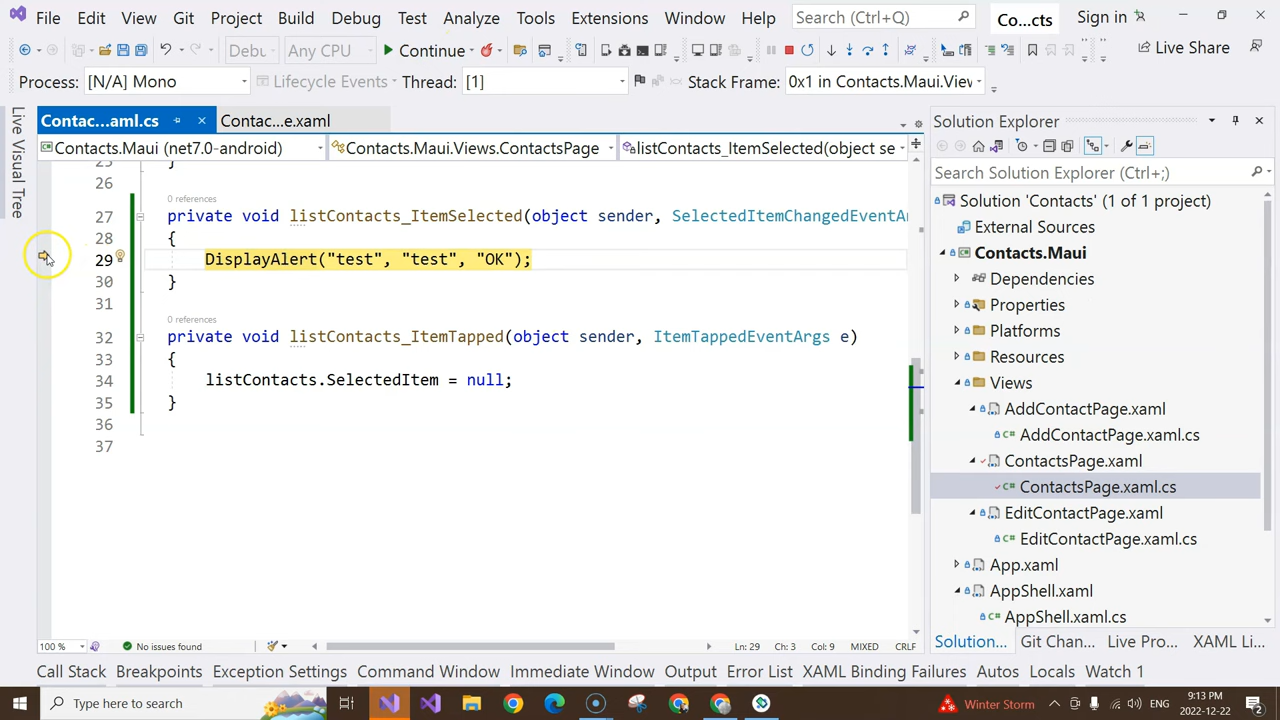 File Edit View Git Project Build Debug Test Analyze Tools Extensions Window Help Search (Ctrl+Q) Co...cts Sign in
Debu Any CPU Continue Live Share
Process: [N/A] Mono Lifecycle Events Thread: [1] Stack Frame: 0x1 in Contacts.Maui.View
Live Visual Tree
Contac...aml.cs Contac...e.xaml
Contacts.Maui (net7.0-android) Contacts.Maui.Views.ContactsPage listContacts_ItemSelected(object se
25 }
26
0 references
27 private void listContacts_ItemSelected(object sender, SelectedItemChangedEventAr
28 {
29 DisplayAlert("test", "test", "OK");
30 }
31
0 references
32 private void listContacts_ItemTapped(object sender, ItemTappedEventArgs e)
33 {
34 listContacts.SelectedItem = null;
35 }
36
37
100 % No issues found Ln: 29 Ch: 3 Col: 9 MIXED CRLF
Solution Explorer
Search Solution Explorer (Ctrl+;)
Solution 'Contacts' (1 of 1 project)
External Sources
Contacts.Maui
Dependencies
Properties
Platforms
Resources
Views
AddContactPage.xaml
C# AddContactPage.xaml.cs
ContactsPage.xaml
C# ContactsPage.xaml.cs
EditContactPage.xaml
C# EditContactPage.xaml.cs
App.xaml
AppShell.xaml
C# AppShell.xaml.cs
Solution... Git Chan... Live Pro... XAML Li...
Call Stack Breakpoints Exception Settings Command Window Immediate Window Output Error List XAML Binding Failures Autos Locals Watch 1
Type here to search Winter Storm ENG 9:13 PM 2022-12-22 2